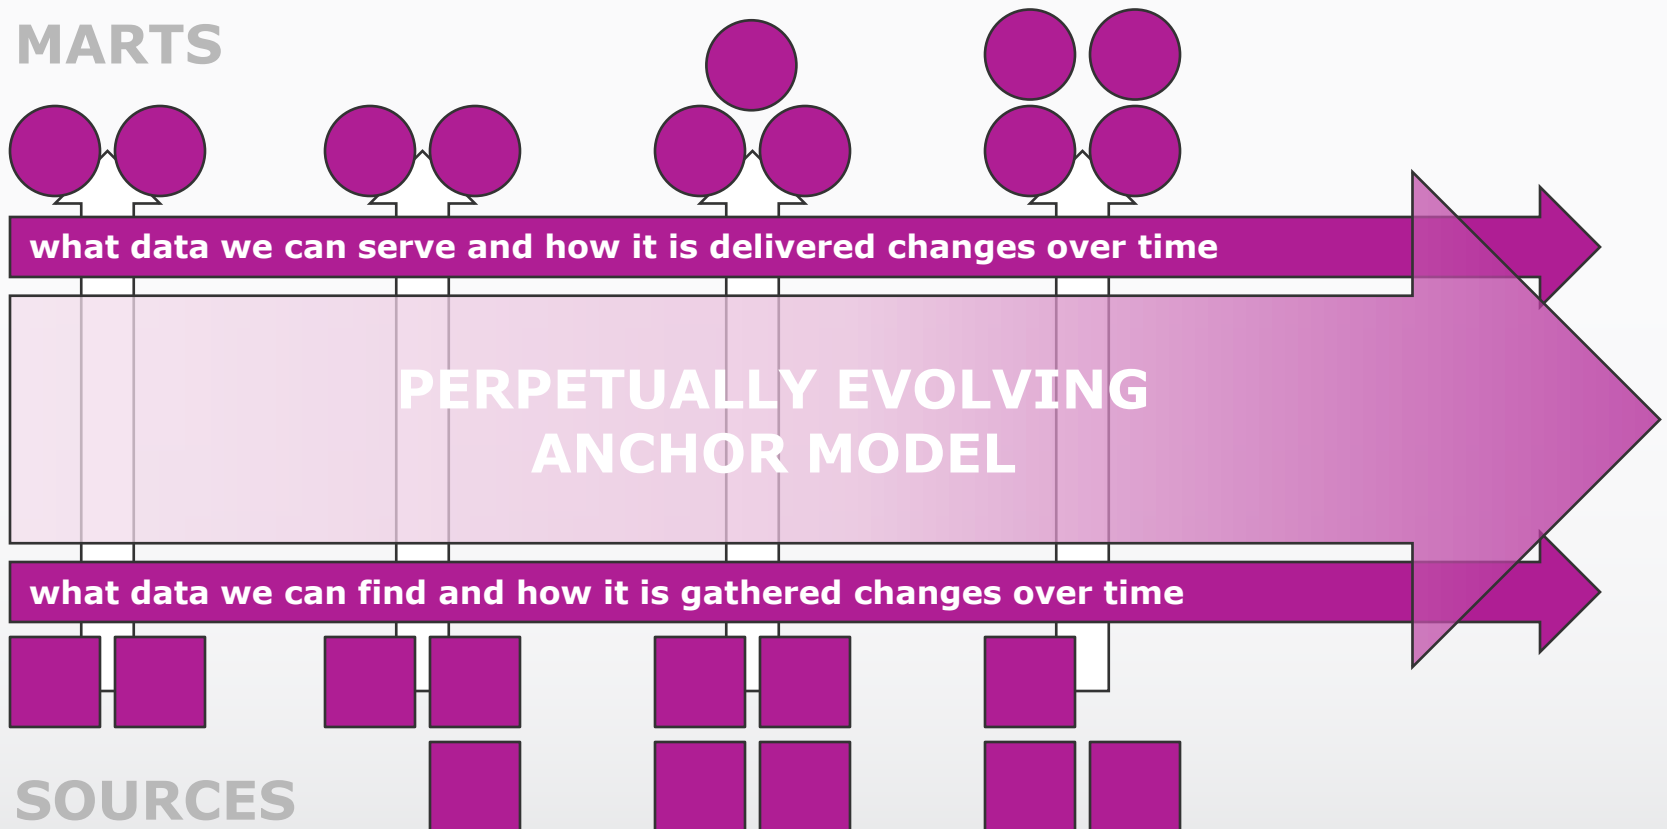 MARTS
what data we can serve and how it is delivered changes over time
PERPETUALLY EVOLVING
ANCHOR MODEL
what data we can find and how it is gathered changes over time
SOURCES